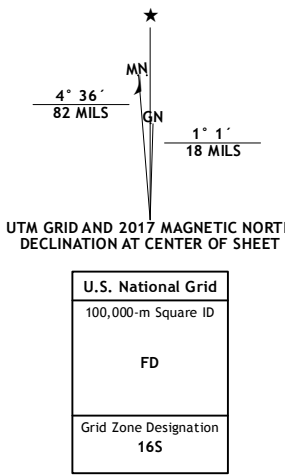 ★
MN
GN
4° 36´
82 MILS
1° 1´
18 MILS
UTM GRID AND 2017 MAGNETIC NORTH
DECLINATION AT CENTER OF SHEET
U.S. National Grid
100,000-m Square ID
FD
Grid Zone Designation
16S